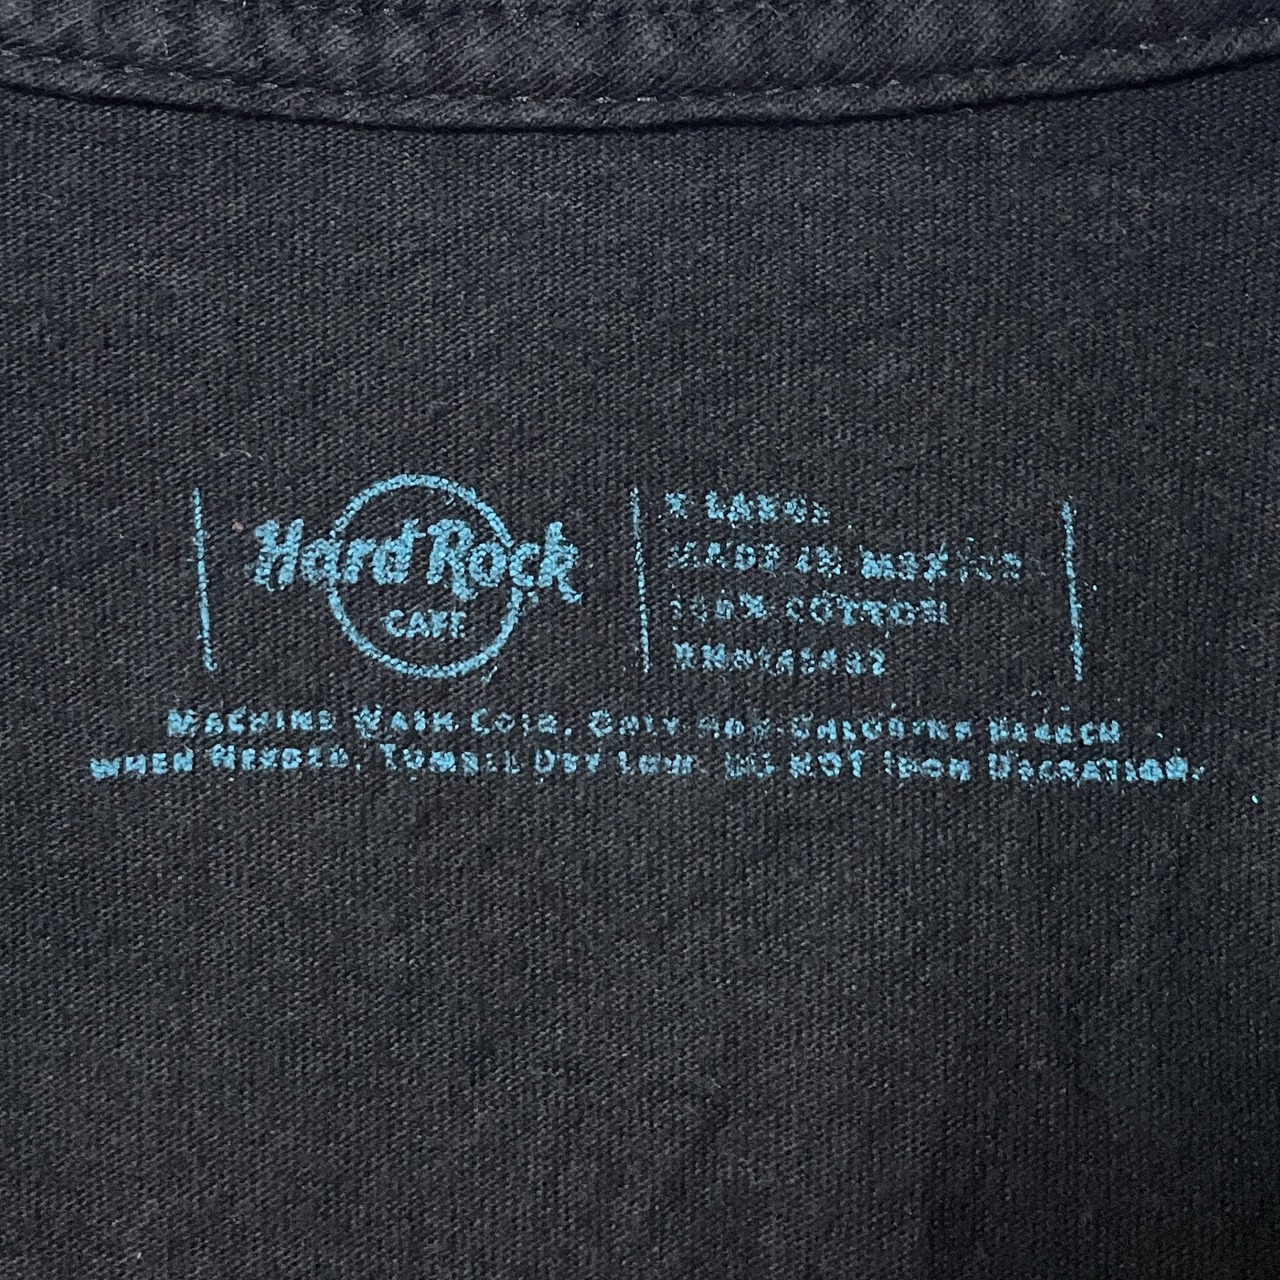 Hard Rock
CAFE
X LARGE
MADE IN MEXICO
100% COTTON
MACHINE WASH COLD. ONLY NON-CHLORINE BLEACH
WHEN NEEDED. TUMBLE DRY LOW. DO NOT IRON DECORATION.